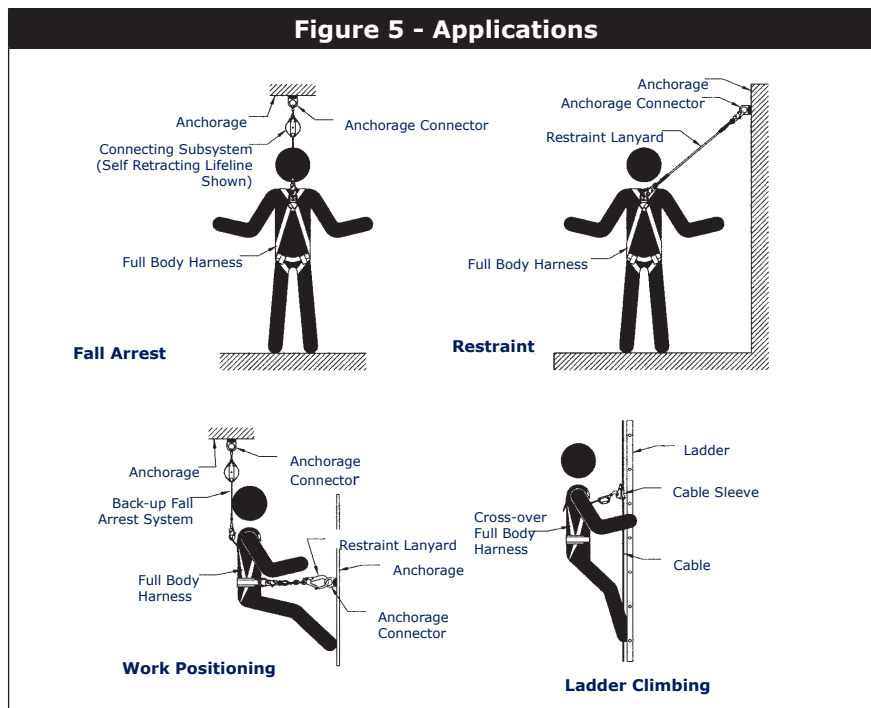 Figure 5 - Applications
Anchorage
Anchorage Connector
Connecting Subsystem
(Self Retracting Lifeline
Shown)
Full Body Harness
Fall Arrest
Anchorage
Anchorage Connector
Restraint Lanyard
Full Body Harness
Restraint
Anchorage
Anchorage
Connector
Back-up Fall
Arrest System
Restraint Lanyard
Anchorage
Full Body
Harness
Anchorage
Connector
Work Positioning
Ladder
Cable Sleeve
Cross-over
Full Body
Harness
Cable
Ladder Climbing